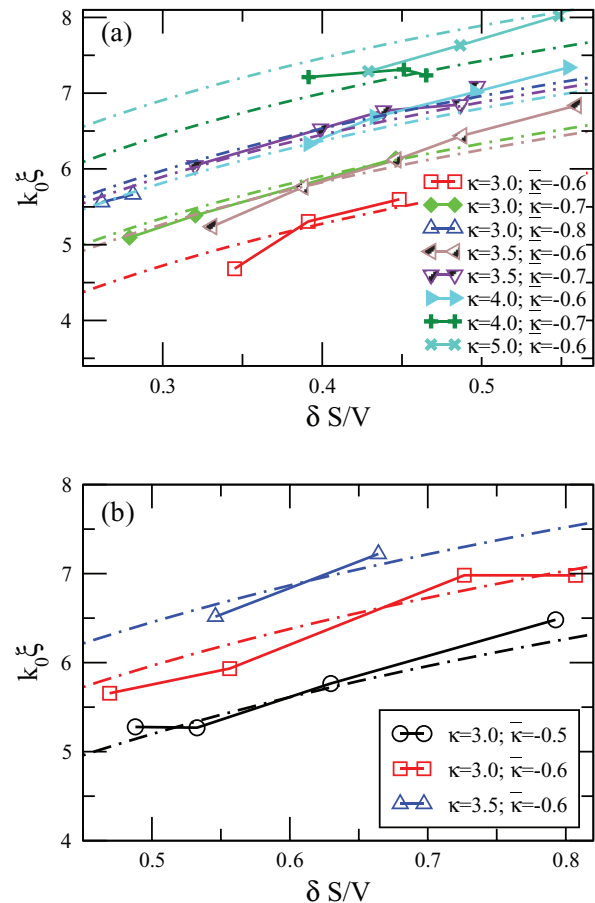 (a)
8
7
6
5
4
k₀ξ
0.3
0.4
0.5
δ S/V
κ=3.0; κ̅=-0.6
κ=3.0; κ̅=-0.7
κ=3.0; κ̅=-0.8
κ=3.5; κ̅=-0.6
κ=3.5; κ̅=-0.7
κ=4.0; κ̅=-0.6
κ=4.0; κ̅=-0.7
κ=5.0; κ̅=-0.6
(b)
8
7
6
5
4
k₀ξ
0.5
0.6
0.7
0.8
δ S/V
κ=3.0; κ̅=-0.5
κ=3.0; κ̅=-0.6
κ=3.5; κ̅=-0.6